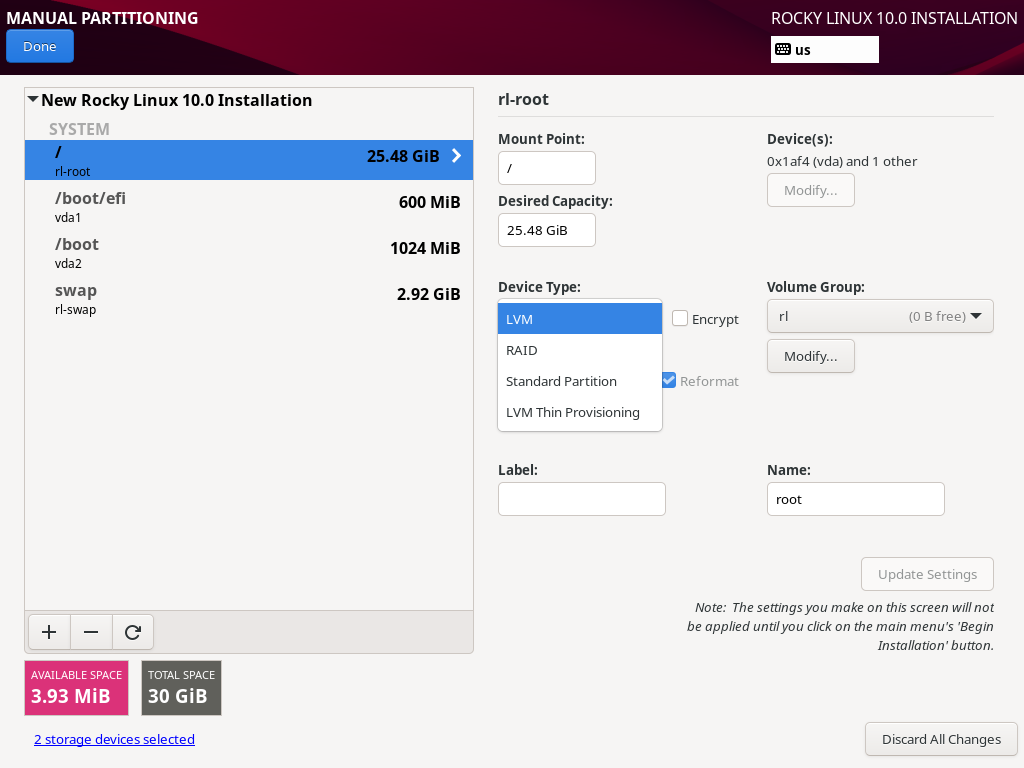 MANUAL PARTITIONING
ROCKY LINUX 10.0 INSTALLATION
Done
us
New Rocky Linux 10.0 Installation
SYSTEM
/
25.48 GiB
rl-root
/boot/efi
600 MiB
vda1
/boot
1024 MiB
vda2
swap
2.92 GiB
rl-swap
AVAILABLE SPACE
3.93 MiB
TOTAL SPACE
30 GiB
2 storage devices selected
rl-root
Mount Point:
/
Device(s):
0x1af4 (vda) and 1 other
Modify...
Desired Capacity:
25.48 GiB
Device Type:
LVM
RAID
Standard Partition
LVM Thin Provisioning
Encrypt
Reformat
Volume Group:
rl (0 B free)
Modify...
Label:
Name:
root
Update Settings
Note: The settings you make on this screen will not
be applied until you click on the main menu's 'Begin
Installation' button.
Discard All Changes